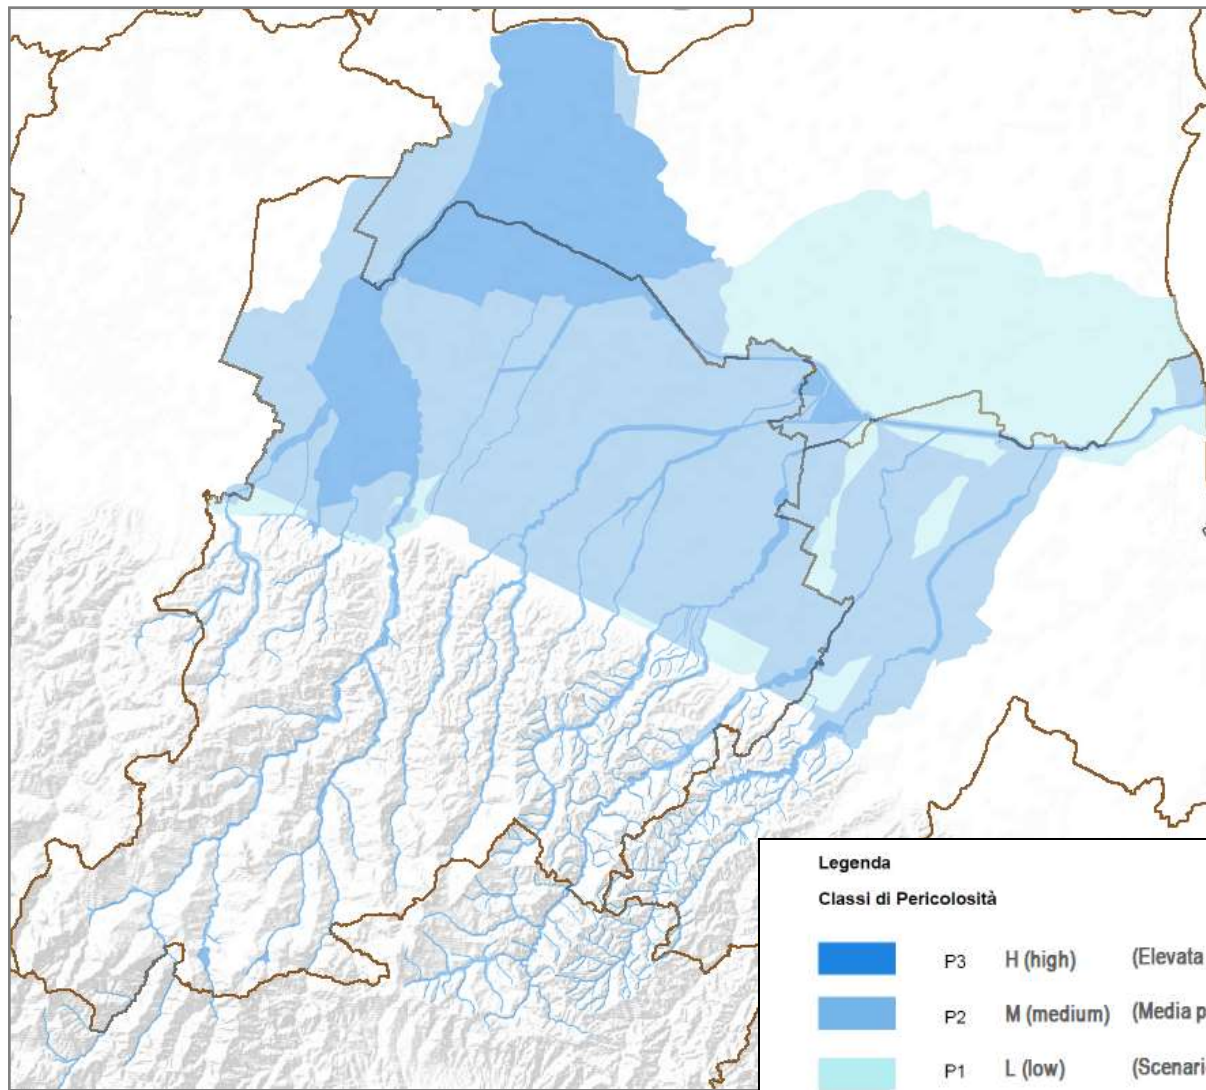 Legenda
Classi di Pericolosità
P3 H (high) (Elevata
P2 M (medium) (Media p
P1 L (low) (Scenari